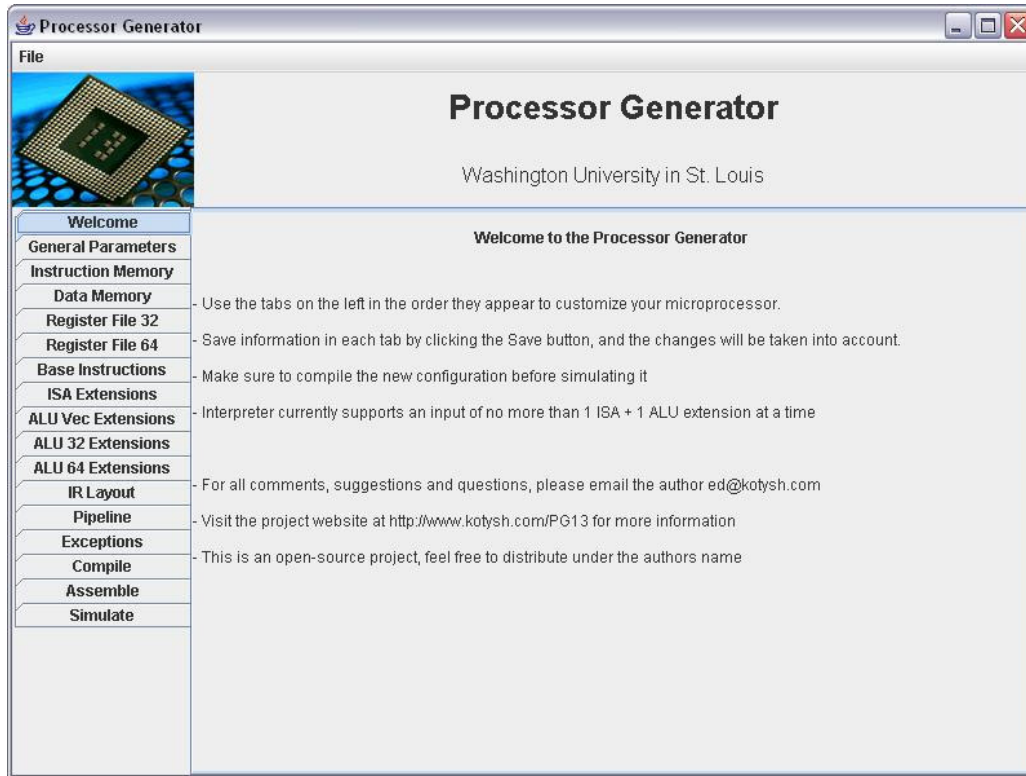 Processor Generator
File
Processor Generator
Washington University in St. Louis
Welcome
General Parameters
Instruction Memory
Data Memory
Register File 32
Register File 64
Base Instructions
ISA Extensions
ALU Vec Extensions
ALU 32 Extensions
ALU 64 Extensions
IR Layout
Pipeline
Exceptions
Compile
Assemble
Simulate
Welcome to the Processor Generator
- Use the tabs on the left in the order they appear to customize your microprocessor.
- Save information in each tab by clicking the Save button, and the changes will be taken into account.
- Make sure to compile the new configuration before simulating it
- Interpreter currently supports an input of no more than 1 ISA + 1 ALU extension at a time
- For all comments, suggestions and questions, please email the author ed@kotysh.com
- Visit the project website at http://www.kotysh.com/PG13 for more information
- This is an open-source project, feel free to distribute under the authors name